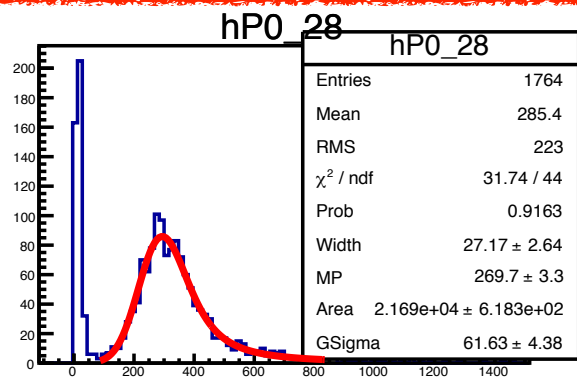 hP0_28
hP0_28
Entries 1764
Mean 285.4
RMS 223
χ² / ndf 31.74 / 44
Prob 0.9163
Width 27.17 ± 2.64
MP 269.7 ± 3.3
Area 2.169e+04 ± 6.183e+02
GSigma 61.63 ± 4.38
200
180
160
140
120
100
80
60
40
20
0
0 200 400 600 800 1000 1200 1400